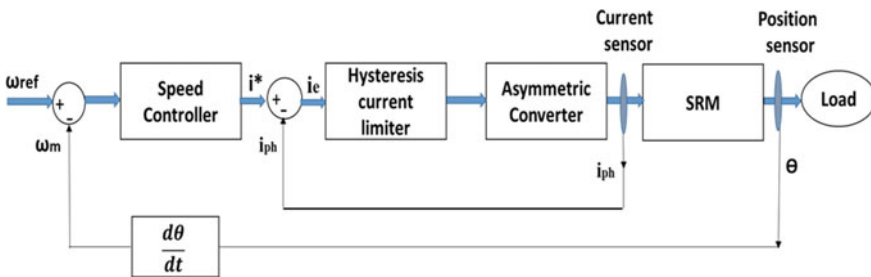 Current sensor
Position sensor
ωref
+
-
Speed Controller
i*
+
-
ie
Hysteresis current limiter
Asymmetric Converter
SRM
Load
ωm
iph
iph
θ
dθ
dt